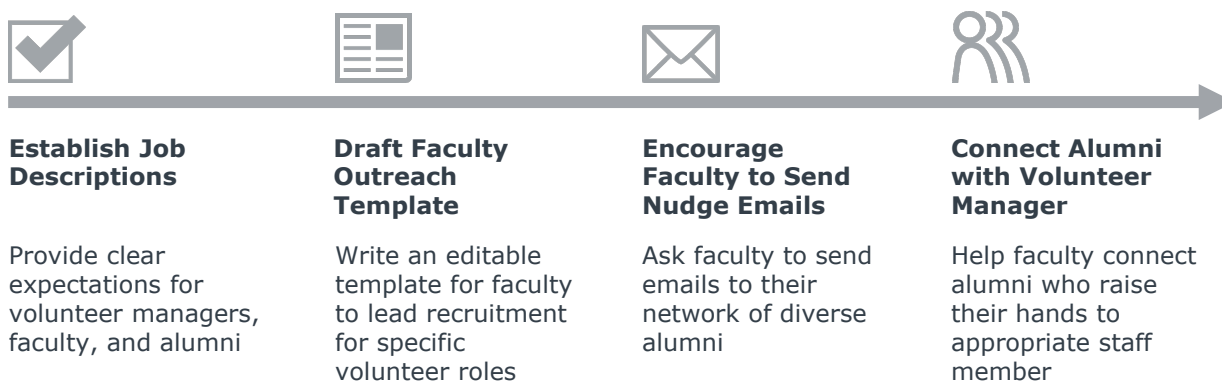 Establish Job
Descriptions
Provide clear
expectations for
volunteer managers,
faculty, and alumni
Draft Faculty
Outreach
Template
Write an editable
template for faculty
to lead recruitment
for specific
volunteer roles
Encourage
Faculty to Send
Nudge Emails
Ask faculty to send
emails to their
network of diverse
alumni
Connect Alumni
with Volunteer
Manager
Help faculty connect
alumni who raise
their hands to
appropriate staff
member